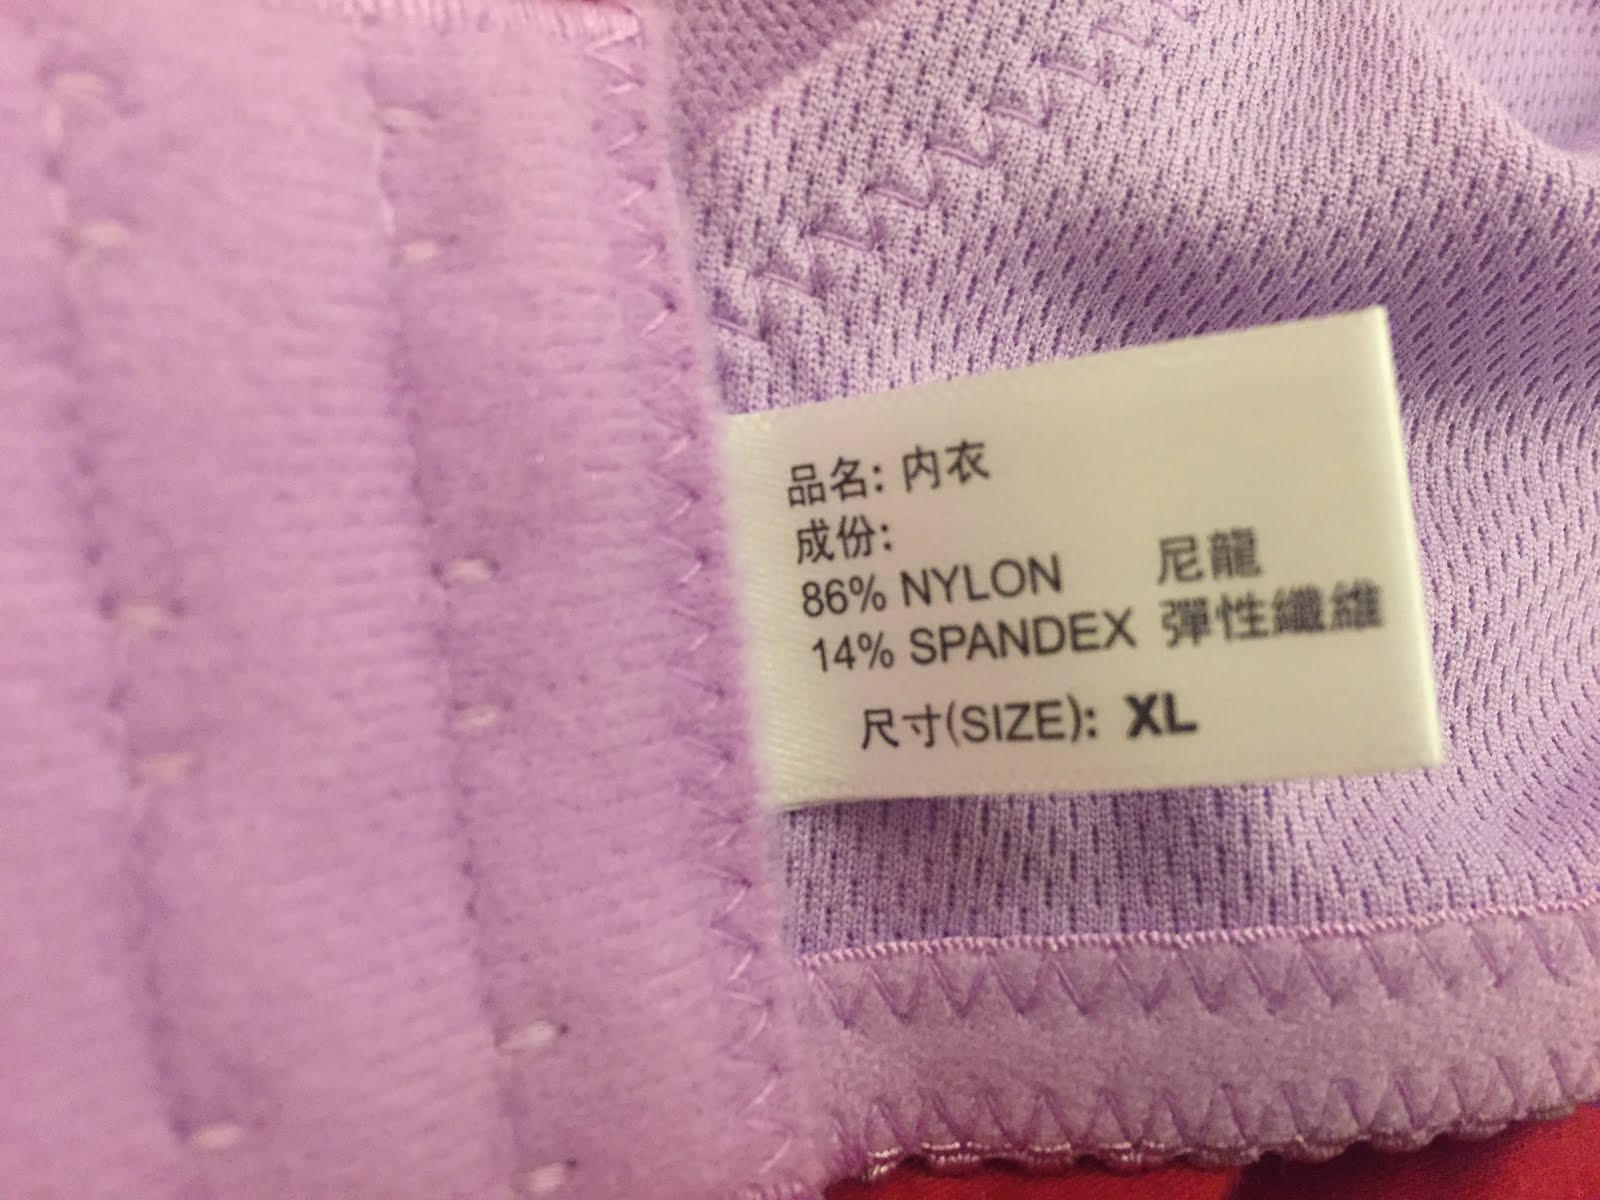 品名: 内衣
成份:
86% NYLON 尼龍
14% SPANDEX 彈性纖維
尺寸(SIZE): XL